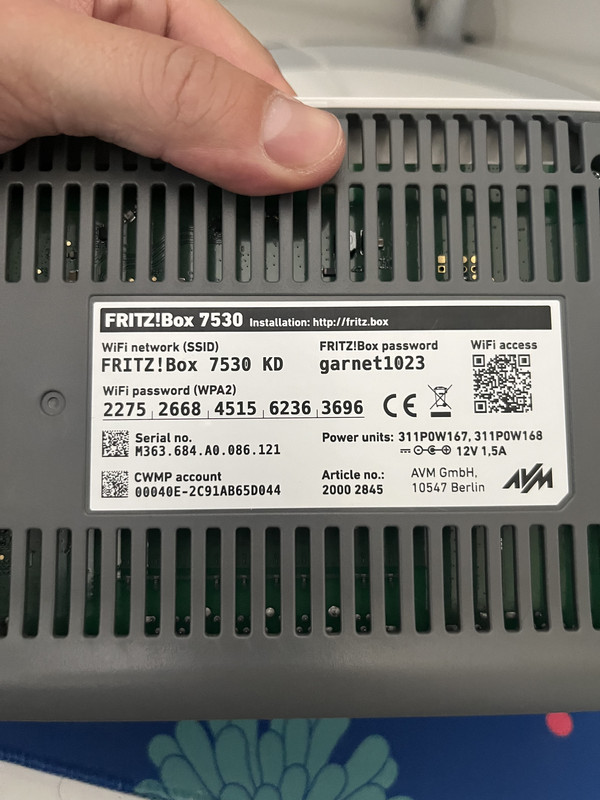 FRITZ!Box 7530 Installation: http://fritz.box
WiFi network (SSID)
FRITZ!Box 7530 KD
FRITZ!Box password
garnet1023
WiFi access
WiFi password (WPA2)
2275 2668 4515 6236 3696
CE
Serial no.
M363.684.A0.086.121
Power units: 311P0W167, 311P0W168
12V 1,5A
CWMP account
00040E-2C91AB65D044
Article no.:
2000 2845
AVM GmbH,
10547 Berlin
AVM